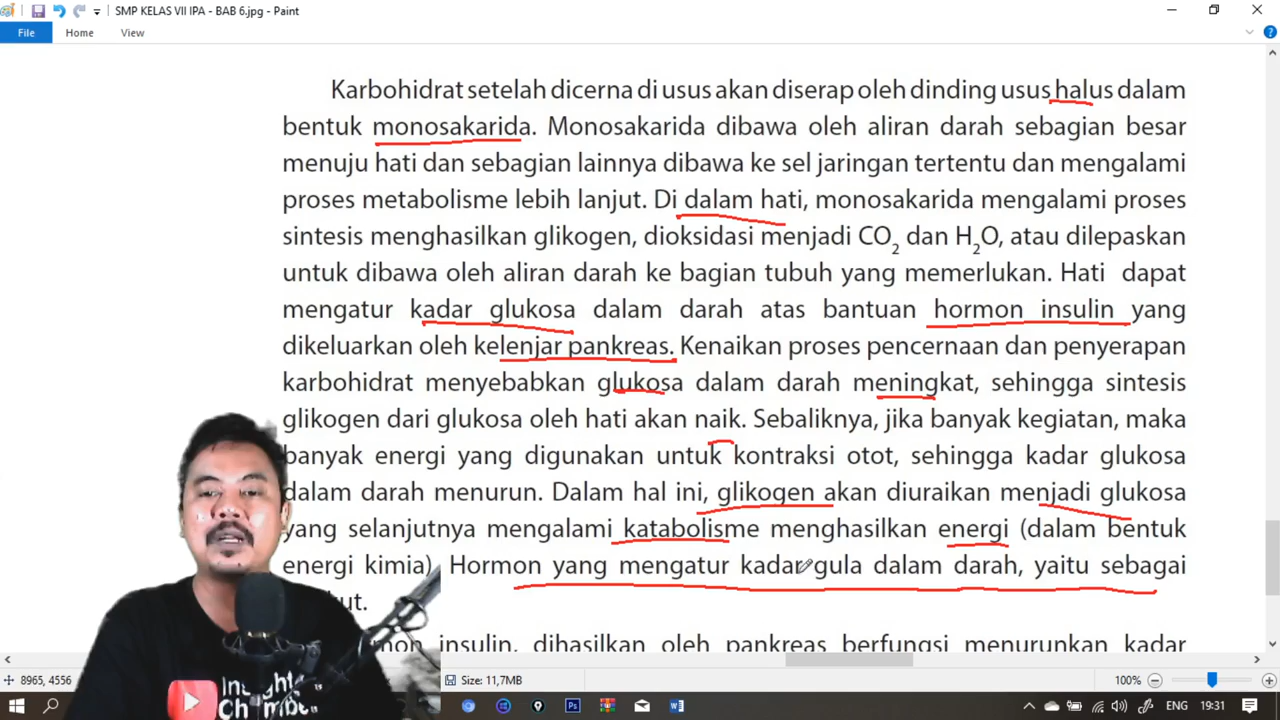 SMP KELAS VII IPA - BAB 6.jpg - Paint
File Home View
Karbohidrat setelah dicerna di usus akan diserap oleh dinding usus halus dalam
bentuk monosakarida. Monosakarida dibawa oleh aliran darah sebagian besar
menuju hati dan sebagian lainnya dibawa ke sel jaringan tertentu dan mengalami
proses metabolisme lebih lanjut. Di dalam hati, monosakarida mengalami proses
sintesis menghasilkan glikogen, dioksidasi menjadi CO₂ dan H₂O, atau dilepaskan
untuk dibawa oleh aliran darah ke bagian tubuh yang memerlukan. Hati dapat
mengatur kadar glukosa dalam darah atas bantuan hormon insulin yang
dikeluarkan oleh kelenjar pankreas. Kenaikan proses pencernaan dan penyerapan
karbohidrat menyebabkan glukosa dalam darah meningkat, sehingga sintesis
glikogen dari glukosa oleh hati akan naik. Sebaliknya, jika banyak kegiatan, maka
banyak energi yang digunakan untuk kontraksi otot, sehingga kadar glukosa
dalam darah menurun. Dalam hal ini, glikogen akan diuraikan menjadi glukosa
yang selanjutnya mengalami katabolisme menghasilkan energi (dalam bentuk
energi kimia) Hormon yang mengatur kadar gula dalam darah, yaitu sebagai
insulin, dihasilkan oleh pankreas berfungsi menurunkan kadar
8965, 4556
Size: 11,7MB
100%
ENG 19:31